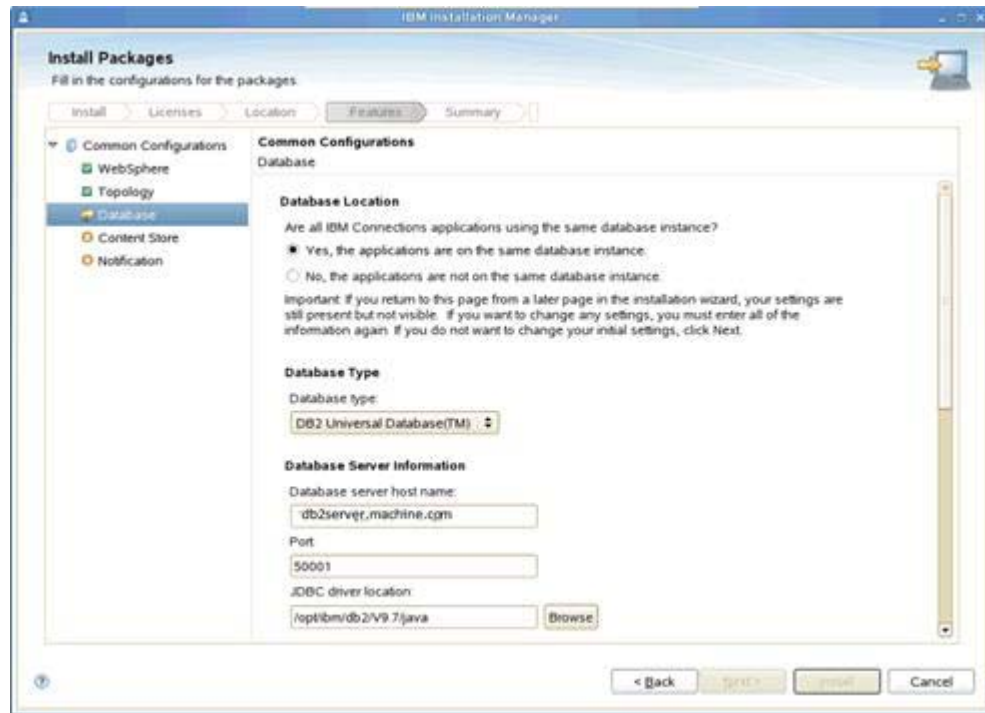 IBM Installation Manager
Install Packages
Fill in the configurations for the packages
Install
Licenses
Location
Features
Summary
Common Configurations
WebSphere
Topology
Database
Content Store
Notification
Common Configurations
Database
Database Location
Are all IBM Connections applications using the same database instance?
Yes, the applications are on the same database instance.
No, the applications are not on the same database instance.
Important: If you return to this page from a later page in the installation wizard, your settings are
still present but not visible. If you want to change any settings, you must enter all of the
information again. If you do not want to change your initial settings, click Next.
Database Type
Database type:
DB2 Universal Database(TM)
Database Server Information
Database server host name:
db2server.machine.com
Port
50001
JDBC driver location:
/opt/ibm/db2/V9.7/java
Browse
< Back
Next >
Install
Cancel